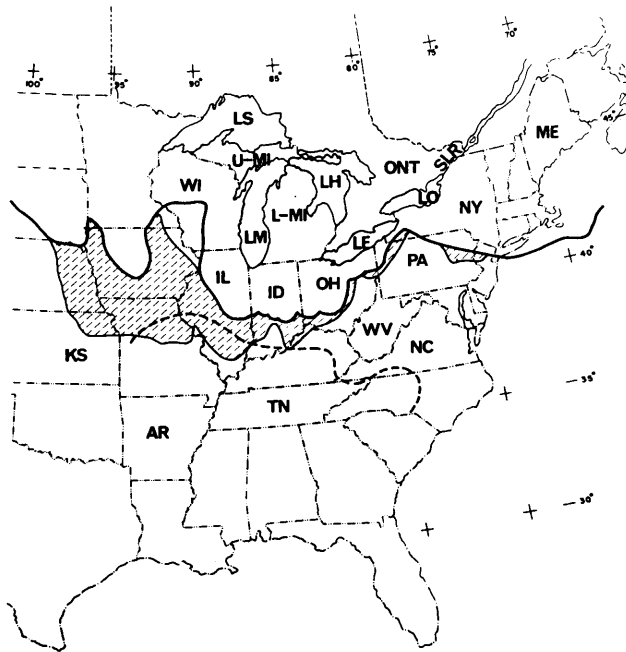 70°
75°
80°
85°
90°
95°
100°
LS
ME
45°
U-MI
ONT
SLR
WI
LH
LO
NY
L-MI
LM
LE
40°
PA
IL
ID
OH
WV
NC
KS
35°
TN
AR
30°